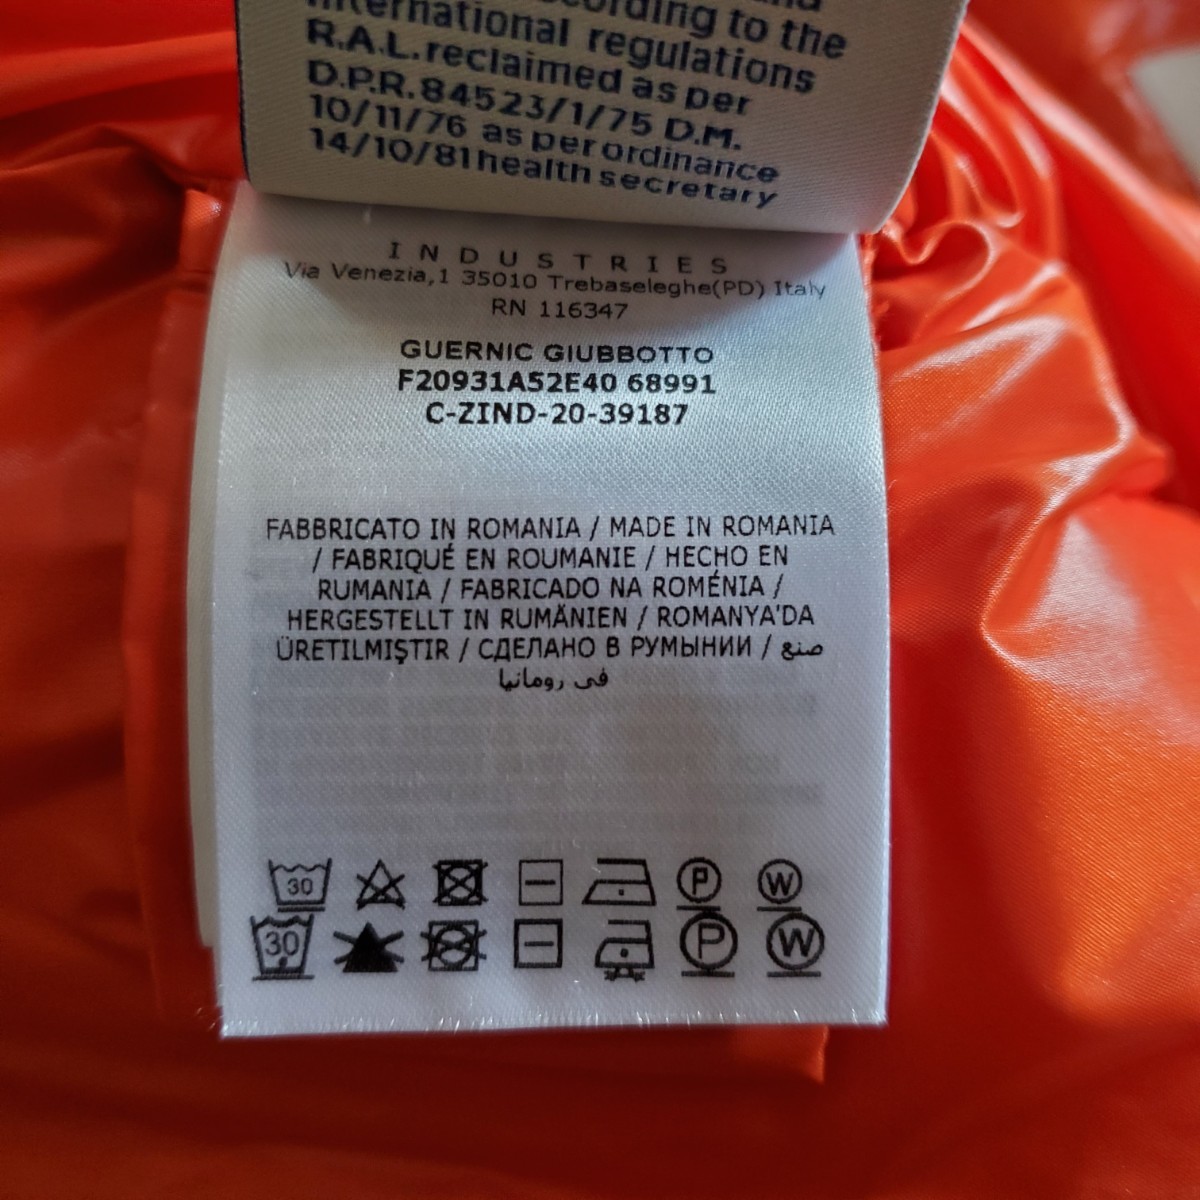 according to the
international regulations
R.A.L. reclaimed as per
D.P.R. 84523/1/75 D.M.
10/11/76 as per ordinance
14/10/81 health secretary
INDUSTRIES
Via Venezia,1 35010 Trebaseleghe(PD) Italy
RN 116347
GUERNIC GIUBBOTTO
F20931A52E40 68991
C-ZIND-20-39187
FABBRICATO IN ROMANIA / MADE IN ROMANIA
/ FABRIQUÉ EN ROUMANIE / HECHO EN
RUMANIA / FABRICADO NA ROMÉNIA /
HERGESTELLT IN RUMÄNIEN / ROMANYA'DA
ÜRETILMIŞTIR / СДЕЛАНО В РУМЫНИИ / صنع
فى رومانيا
30 P W
30 P W